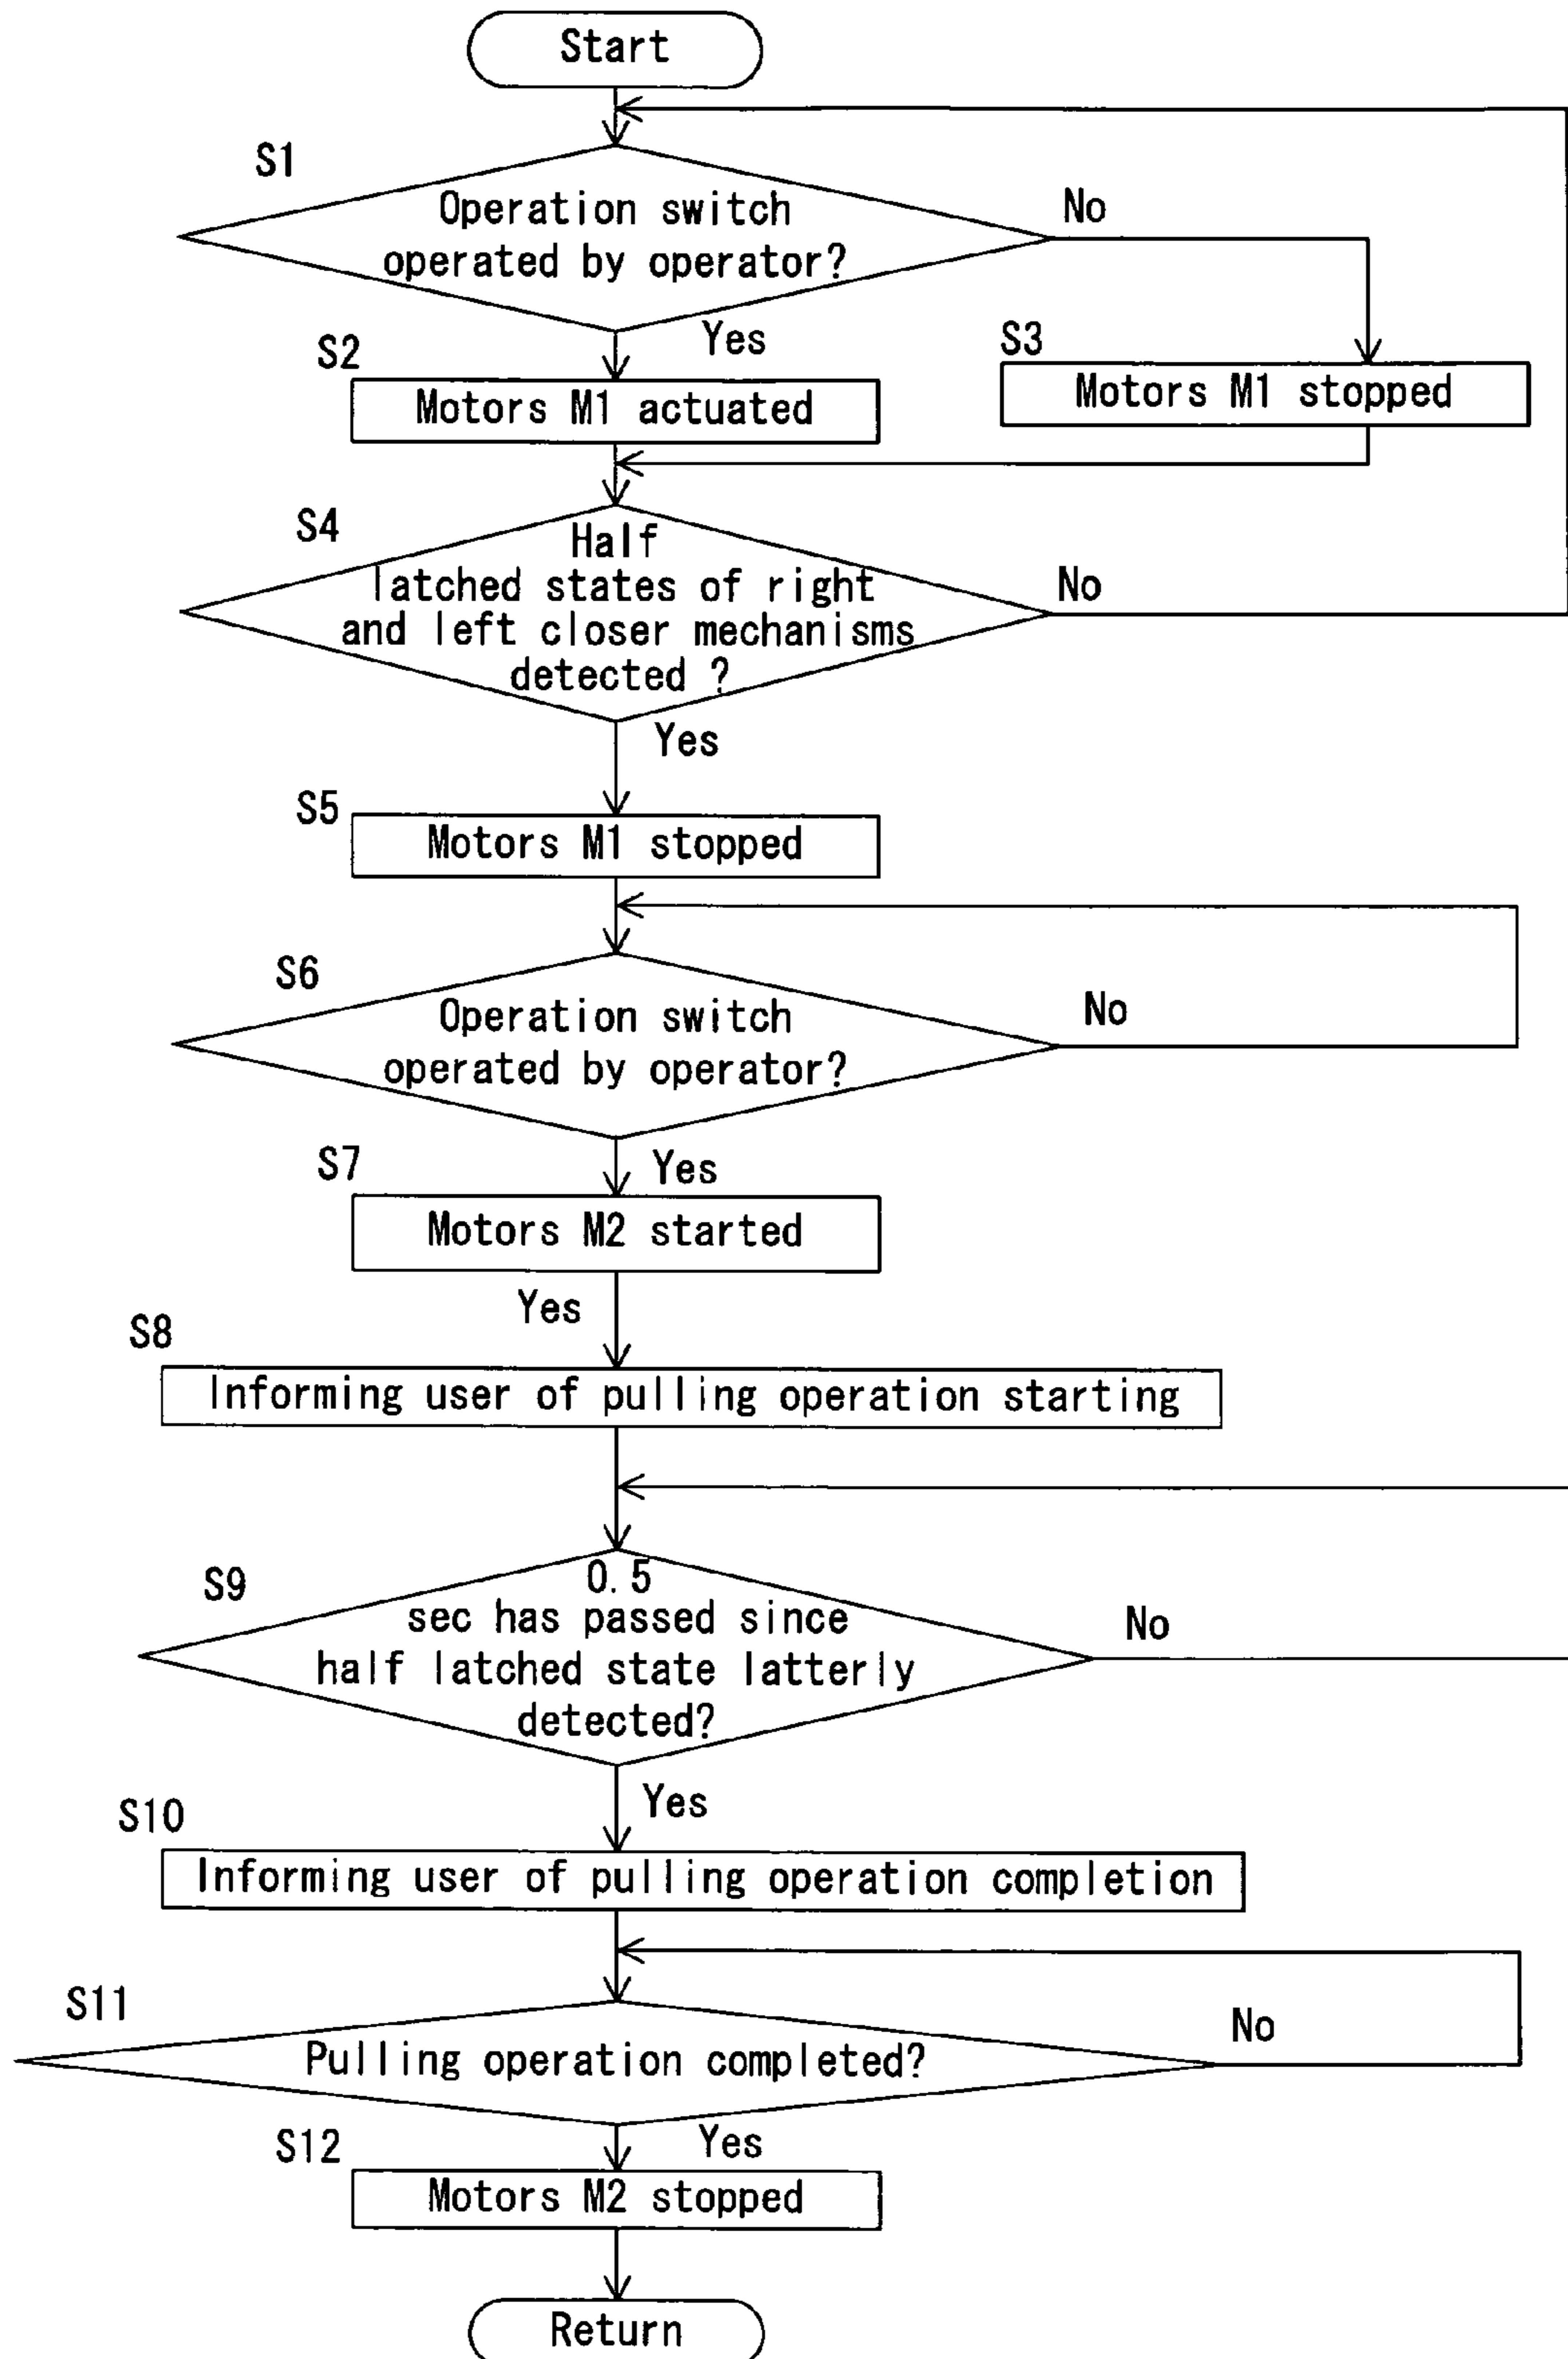 Start
S1
Operation switch
operated by operator?
No
Yes
S2
Motors M1 actuated
S3
Motors M1 stopped
S4
Half
latched states of right
and left closer mechanisms
detected ?
No
Yes
S5
Motors M1 stopped
S6
Operation switch
operated by operator?
No
Yes
S7
Motors M2 started
Yes
S8
Informing user of pulling operation starting
S9
0.5
sec has passed since
half latched state latterly
detected?
No
Yes
S10
Informing user of pulling operation completion
S11
Pulling operation completed?
No
Yes
S12
Motors M2 stopped
Return